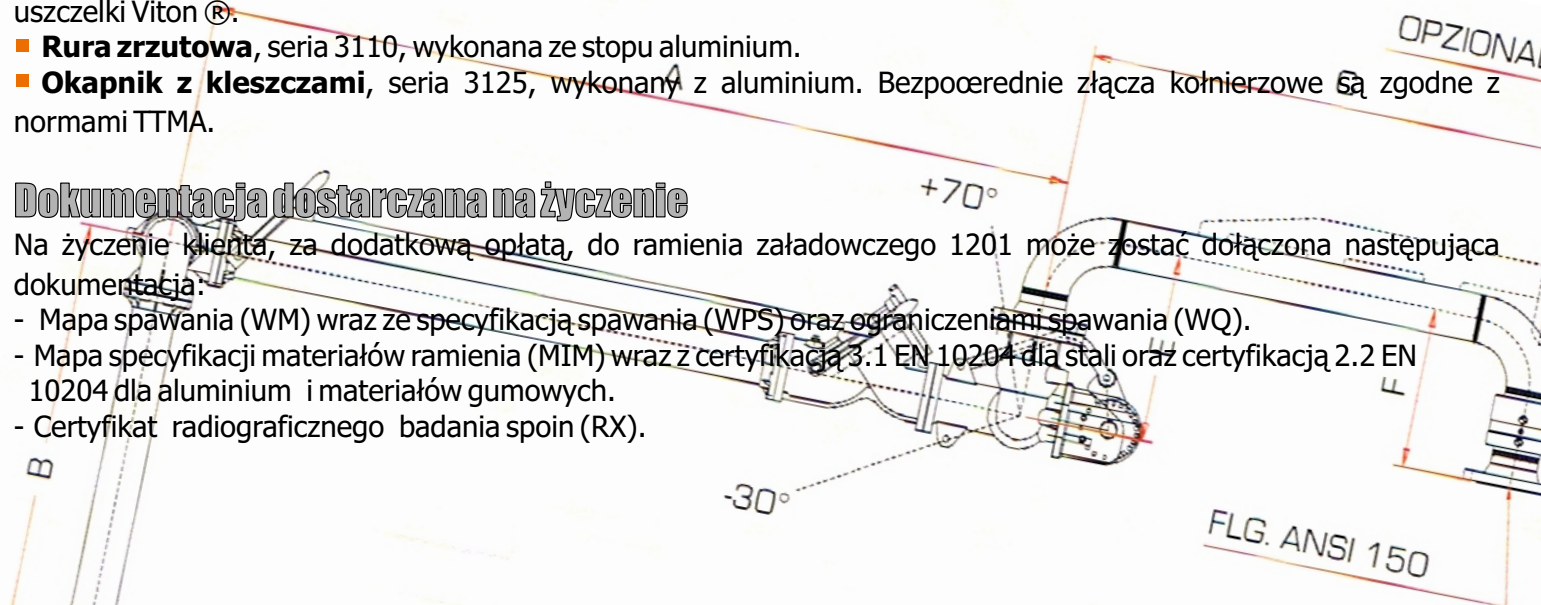 uszczelki Viton ®.
Rura zrzutowa, seria 3110, wykonana ze stopu aluminium.
Okapnik z kleszczami, seria 3125, wykonany z aluminium. Bezpoœrednie złącza kołnierzowe są zgodne z
normami TTMA.
OPZIONAL
A
C
+70°
Dokumentacja dostarczana na życzenie
Na życzenie klienta, za dodatkową opłatą, do ramienia załadowczego 1201 może zostać dołączona następująca
dokumentacja:
- Mapa spawania (WM) wraz ze specyfikacją spawania (WPS) oraz ograniczeniami spawania (WQ).
- Mapa specyfikacji materiałów ramienia (MIM) wraz z certyfikacją 3.1 EN 10204 dla stali oraz certyfikacją 2.2 EN
10204 dla aluminium i materiałów gumowych.
- Certyfikat radiograficznego badania spoin (RX).
E
F
B
-30°
FLG. ANSI 150